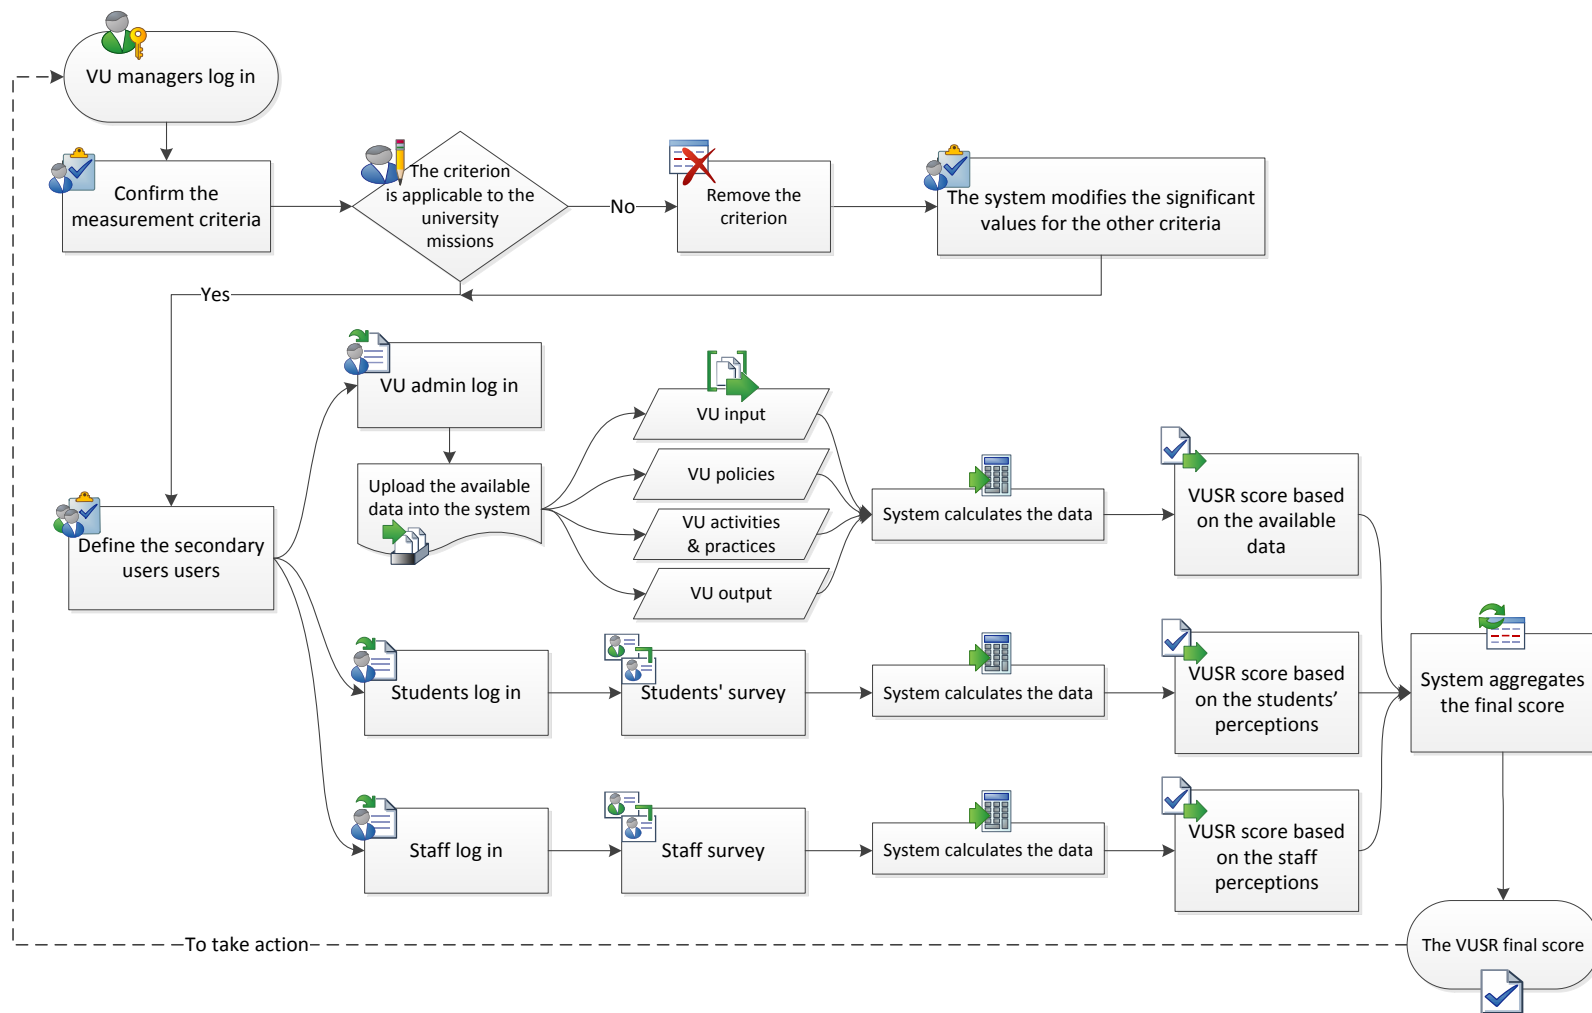 VU managers log in
Confirm the
measurement criteria
The criterion
is applicable to the
university
missions
No
Remove the
criterion
The system modifies the significant
values for the other criteria
Yes
VU admin log in
Upload the available
data into the system
VU input
VU policies
VU activities
& practices
VU output
System calculates the data
VUSR score based
on the available
data
Define the secondary
users users
Students log in
Students' survey
System calculates the data
VUSR score based
on the students’
perceptions
System aggregates
the final score
Staff log in
Staff survey
System calculates the data
VUSR score based
on the staff
perceptions
To take action
The VUSR final score